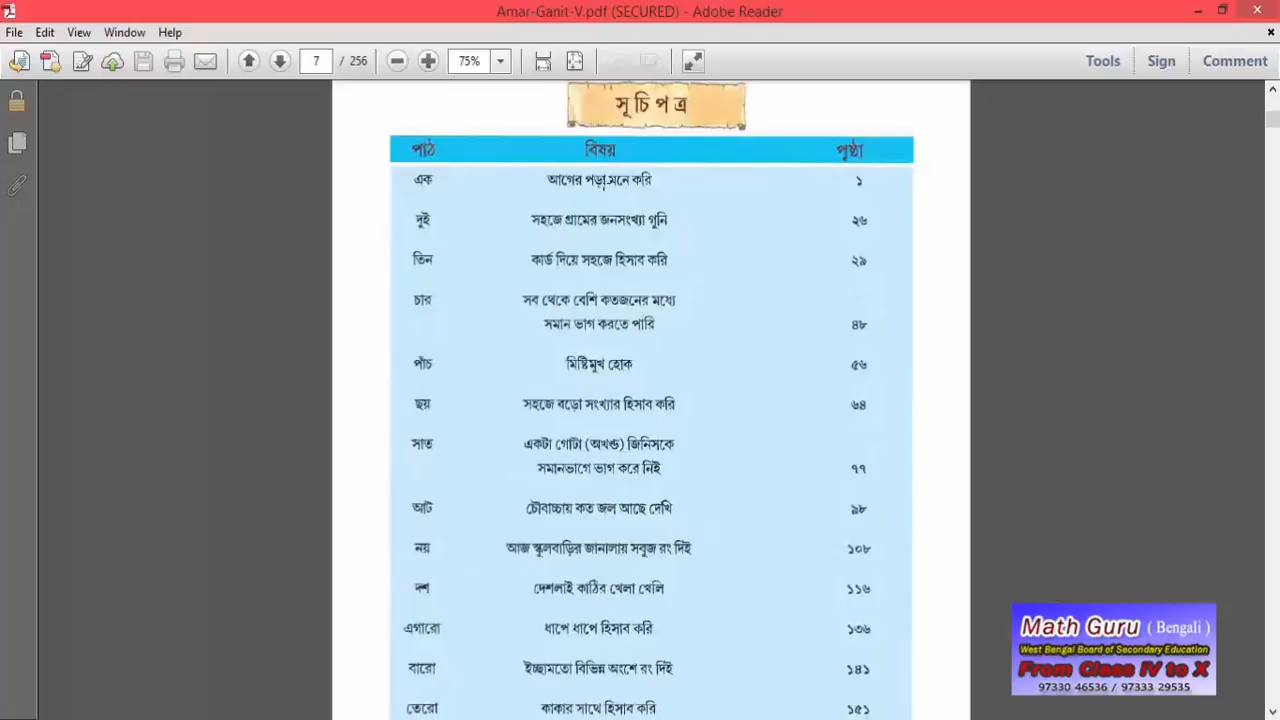 Amar-Ganit-V.pdf (SECURED) - Adobe Reader
File Edit View Window Help
7 / 256 75% Tools Sign Comment
সূচিপত্র
পাঠ বিষয় পৃষ্ঠা
এক আগের পড়া মনে করি ১
দুই সহজে গ্রামের জনসংখ্যা গুনি ২৬
তিন কার্ড দিয়ে সহজে হিসাব করি ২৯
চার সব থেকে বেশি কতজনের মধ্যে
সমান ভাগ করতে পারি ৪৮
পাঁচ মিষ্টিমুখ হোক ৫৬
ছয় সহজে বড়ো সংখ্যার হিসাব করি ৬৪
সাত একটা গোটা (অখণ্ড) জিনিসকে
সমানভাগে ভাগ করে নিই ৭৭
আট চৌবাচ্চায় কত জল আছে দেখি ৯৮
নয় আজ স্কুলবাড়ির জানালায় সবুজ রং দিই ১০৮
দশ দেশলাই কাঠির খেলা খেলি ১১৬
এগারো ধাপে ধাপে হিসাব করি ১৩৬
বারো ইচ্ছামতো বিভিন্ন অংশে রং দিই ১৪১
তেরো কাকার সাথে হিসাব করি ১৫১
Math Guru ( Bengali )
West Bengal Board of Secondary Education
From Class IV to X
97330 46536 / 97333 29535